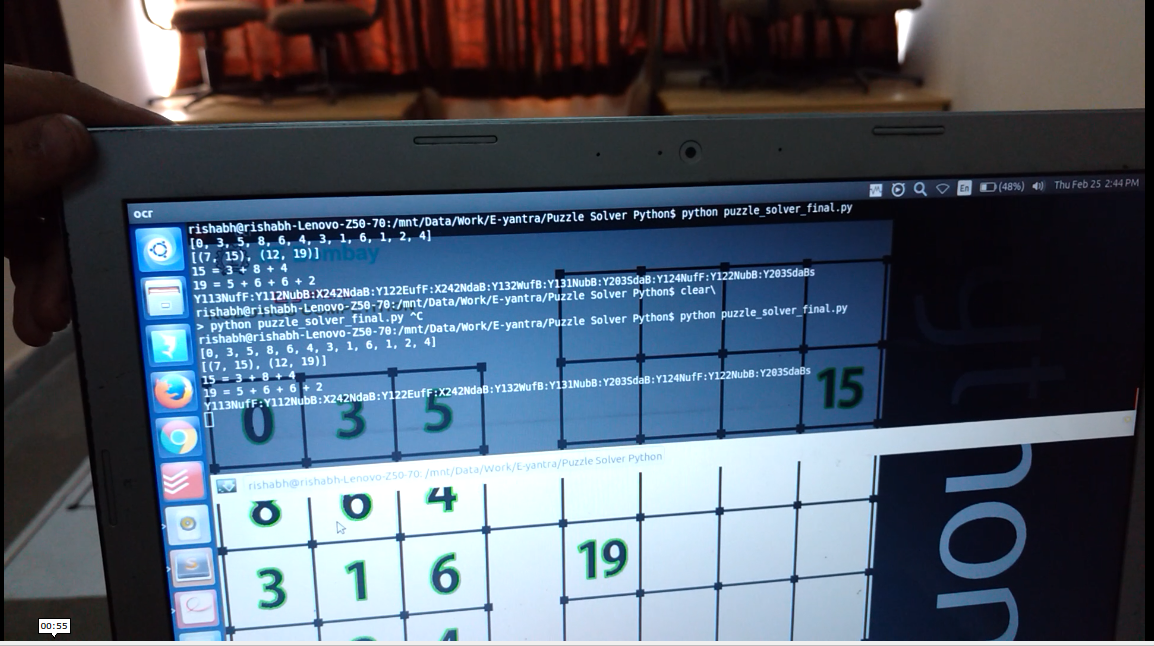 ocr
En (48%) Thu Feb 25 2:44 PM
rishabh@rishabh-Lenovo-Z50-70:/mnt/Data/Work/E-yantra/Puzzle Solver Python$ python puzzle_solver_final.py
[0, 3, 5, 8, 6, 4, 3, 1, 6, 1, 2, 4]
[(7, 15), (12, 19)]
15 = 3 + 8 + 4
19 = 5 + 6 + 6 + 2
Y113NufF:Y112NubB:X242NdaB:Y122EufF:X242NdaB:Y132WufB:Y131NubB:Y203SdaB:Y124NufF:Y122NubB:Y203SdaBs
rishabh@rishabh-Lenovo-Z50-70:/mnt/Data/Work/E-yantra/Puzzle Solver Python$ clear\
> python puzzle_solver_final.py ^C
rishabh@rishabh-Lenovo-Z50-70:/mnt/Data/Work/E-yantra/Puzzle Solver Python$ python puzzle_solver_final.py
[0, 3, 5, 8, 6, 4, 3, 1, 6, 1, 2, 4]
[(7, 15), (12, 19)]
15 = 3 + 8 + 4
19 = 5 + 6 + 6 + 2
Y113NufF:Y112NubB:X242NdaB:Y122EufF:X242NdaB:Y132WufB:Y131NubB:Y203SdaB:Y124NufF:Y122NubB:Y203SdaBs
0 3 5 15
rishabh@rishabh-Lenovo-Z50-70: /mnt/Data/Work/E-yantra/Puzzle Solver Python
8 6 4
3 1 6 19
hon
00:55